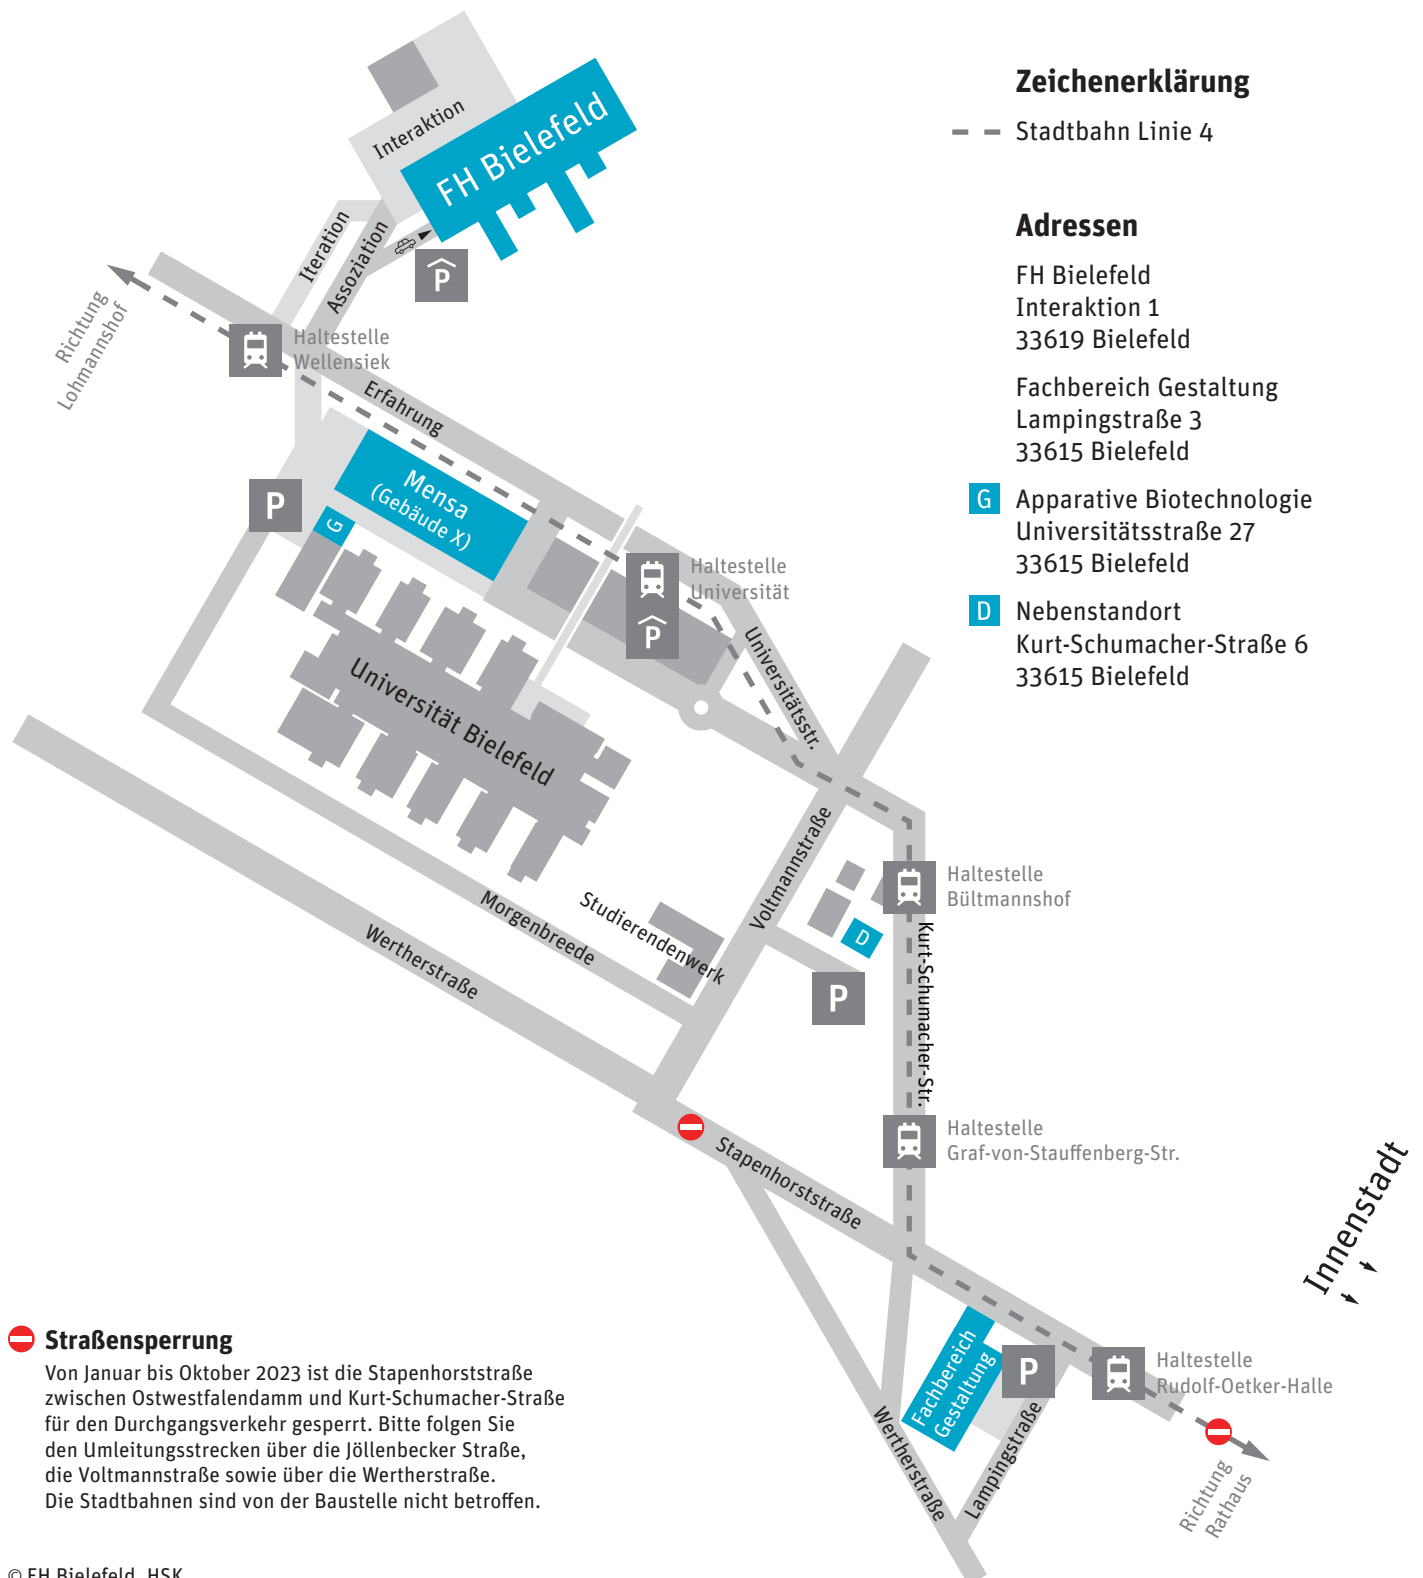 Zeichenerklärung
Stadtbahn Linie 4
Adressen
FH Bielefeld
Interaktion 1
33619 Bielefeld
Fachbereich Gestaltung
Lampingstraße 3
33615 Bielefeld
G Apparative Biotechnologie
Universitätsstraße 27
33615 Bielefeld
D Nebenstandort
Kurt-Schumacher-Straße 6
33615 Bielefeld
Interaktion
FH Bielefeld
Iteration
Assoziation
P
Richtung
Lohmannshof
Haltestelle
Wellensiek
Erfahrung
Mensa
(Gebäude X)
P
G
Haltestelle
Universität
P
Universitätsstr.
Universität Bielefeld
Voltmannstraße
Haltestelle
Bültmannshof
Studierendenwerk
Morgenbreede
Wertherstraße
D
P
Kurt-Schumacher-Str.
Haltestelle
Graf-von-Stauffenberg-Str.
Stapenhorststraße
Innenstadt
Fachbereich
Gestaltung
P
Haltestelle
Rudolf-Oetker-Halle
Wertherstraße
Lampingstraße
Richtung
Rathaus
Straßensperrung
Von Januar bis Oktober 2023 ist die Stapenhorststraße
zwischen Ostwestfalendamm und Kurt-Schumacher-Straße
für den Durchgangsverkehr gesperrt. Bitte folgen Sie
den Umleitungsstrecken über die Jöllenbecker Straße,
die Voltmannstraße sowie über die Wertherstraße.
Die Stadtbahnen sind von der Baustelle nicht betroffen.
© FH Bielefeld, HSK